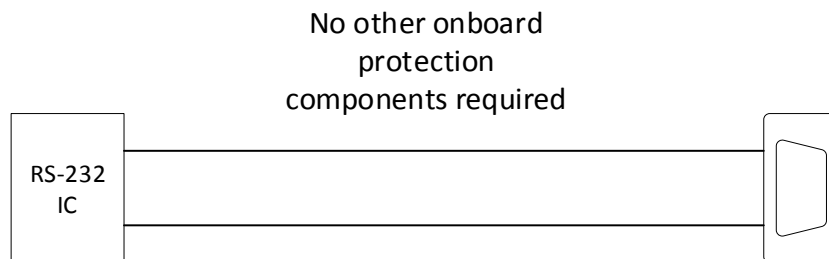 No other onboard
protection
components required
RS-232
IC